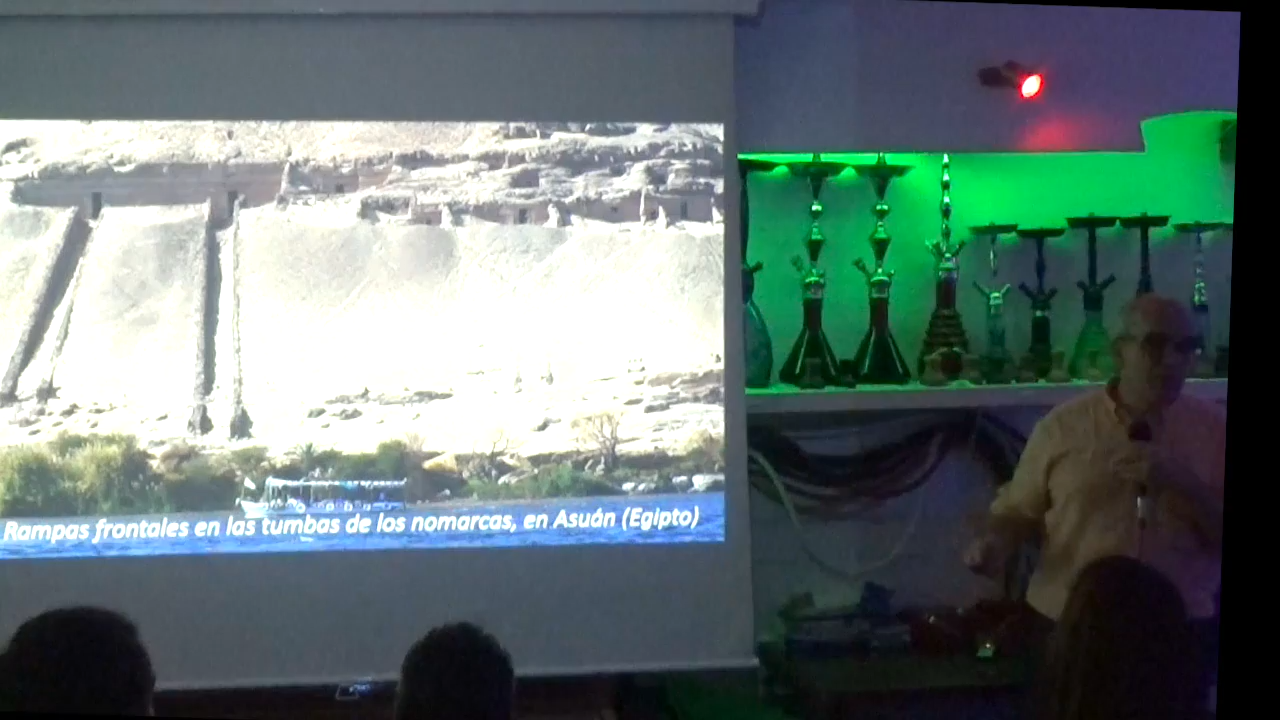 Rampas frontales en las tumbas de los nomarcas, en Asuán (Egipto)